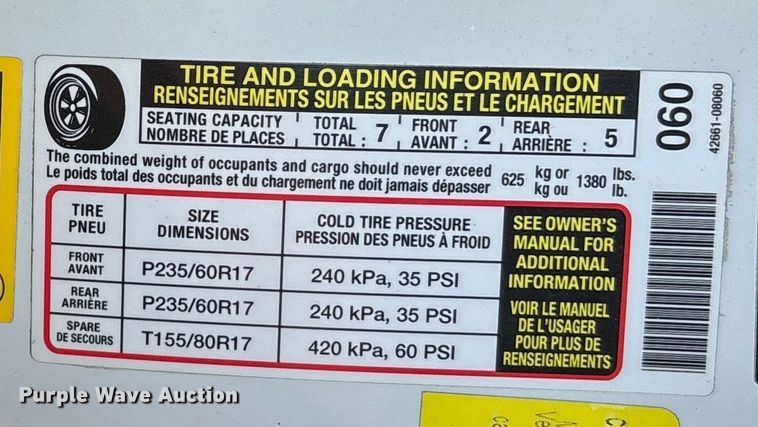 TIRE AND LOADING INFORMATION
RENSEIGNEMENTS SUR LES PNEUS ET LE CHARGEMENT
SEATING CAPACITY TOTAL FRONT REAR
NOMBRE DE PLACES TOTAL : 7 AVANT : 2 ARRIÈRE : 5
The combined weight of occupants and cargo should never exceed 625 kg or 1380 lbs.
Le poids total des occupants et du chargement ne doit jamais dépasser kg ou lb.
TIRE SIZE COLD TIRE PRESSURE
PNEU DIMENSIONS PRESSION DES PNEUS À FROID
FRONT
AVANT P235/60R17 240 kPa, 35 PSI
REAR
ARRIÈRE P235/60R17 240 kPa, 35 PSI
SPARE
DE SECOURS T155/80R17 420 kPa, 60 PSI
SEE OWNER'S
MANUAL FOR
ADDITIONAL
INFORMATION
VOIR LE MANUEL
DE L'USAGER
POUR PLUS DE
RENSEIGNEMENTS
060
42661-08060
Purple Wave Auction